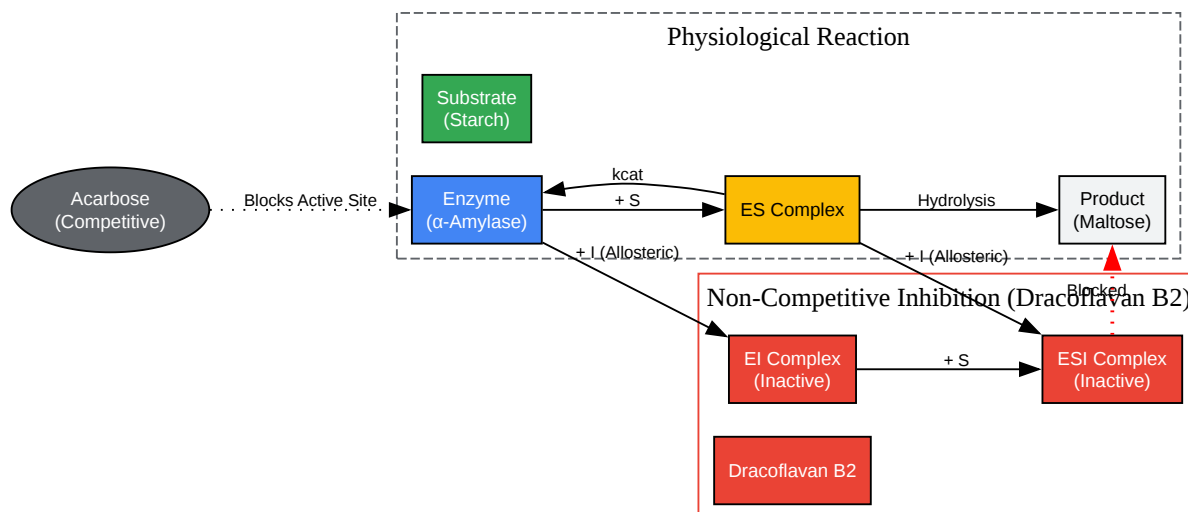 Physiological Reaction
Substrate
(Starch)
Acarbose
(Competitive)
Blocks Active Site
Enzyme
(α-Amylase)
kcat
+ S
ES Complex
Hydrolysis
Product
(Maltose)
+ I (Allosteric)
+ I (Allosteric)
Blocked
Non-Competitive Inhibition (Dracoflavan B2)
EI Complex
(Inactive)
+ S
ESI Complex
(Inactive)
Dracoflavan B2